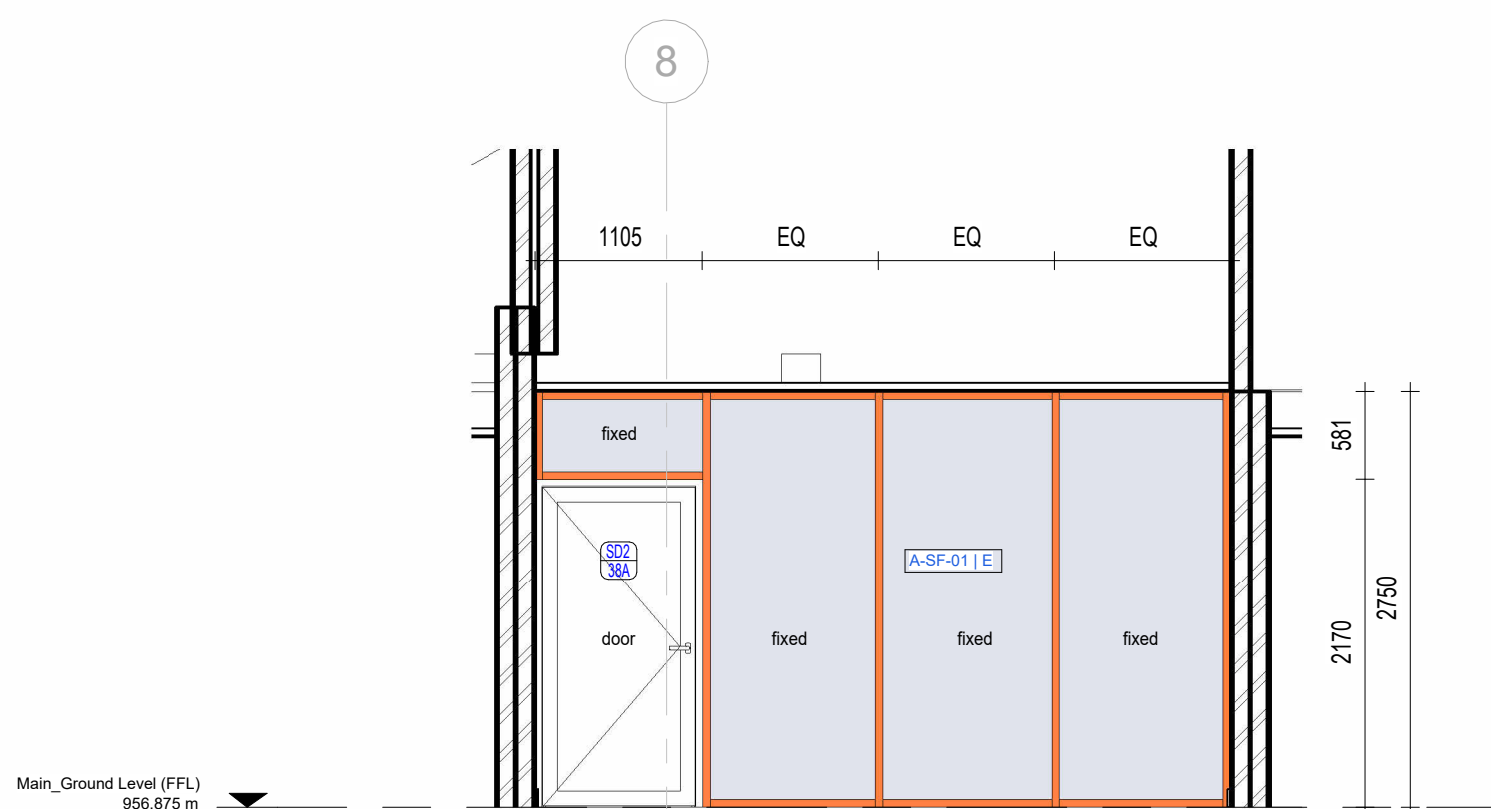 8
1105 EQ EQ EQ
fixed
581
SD2
38A
A-SF-01 | E
2750
door fixed fixed fixed
2170
Main_Ground Level (FFL)
956.875 m